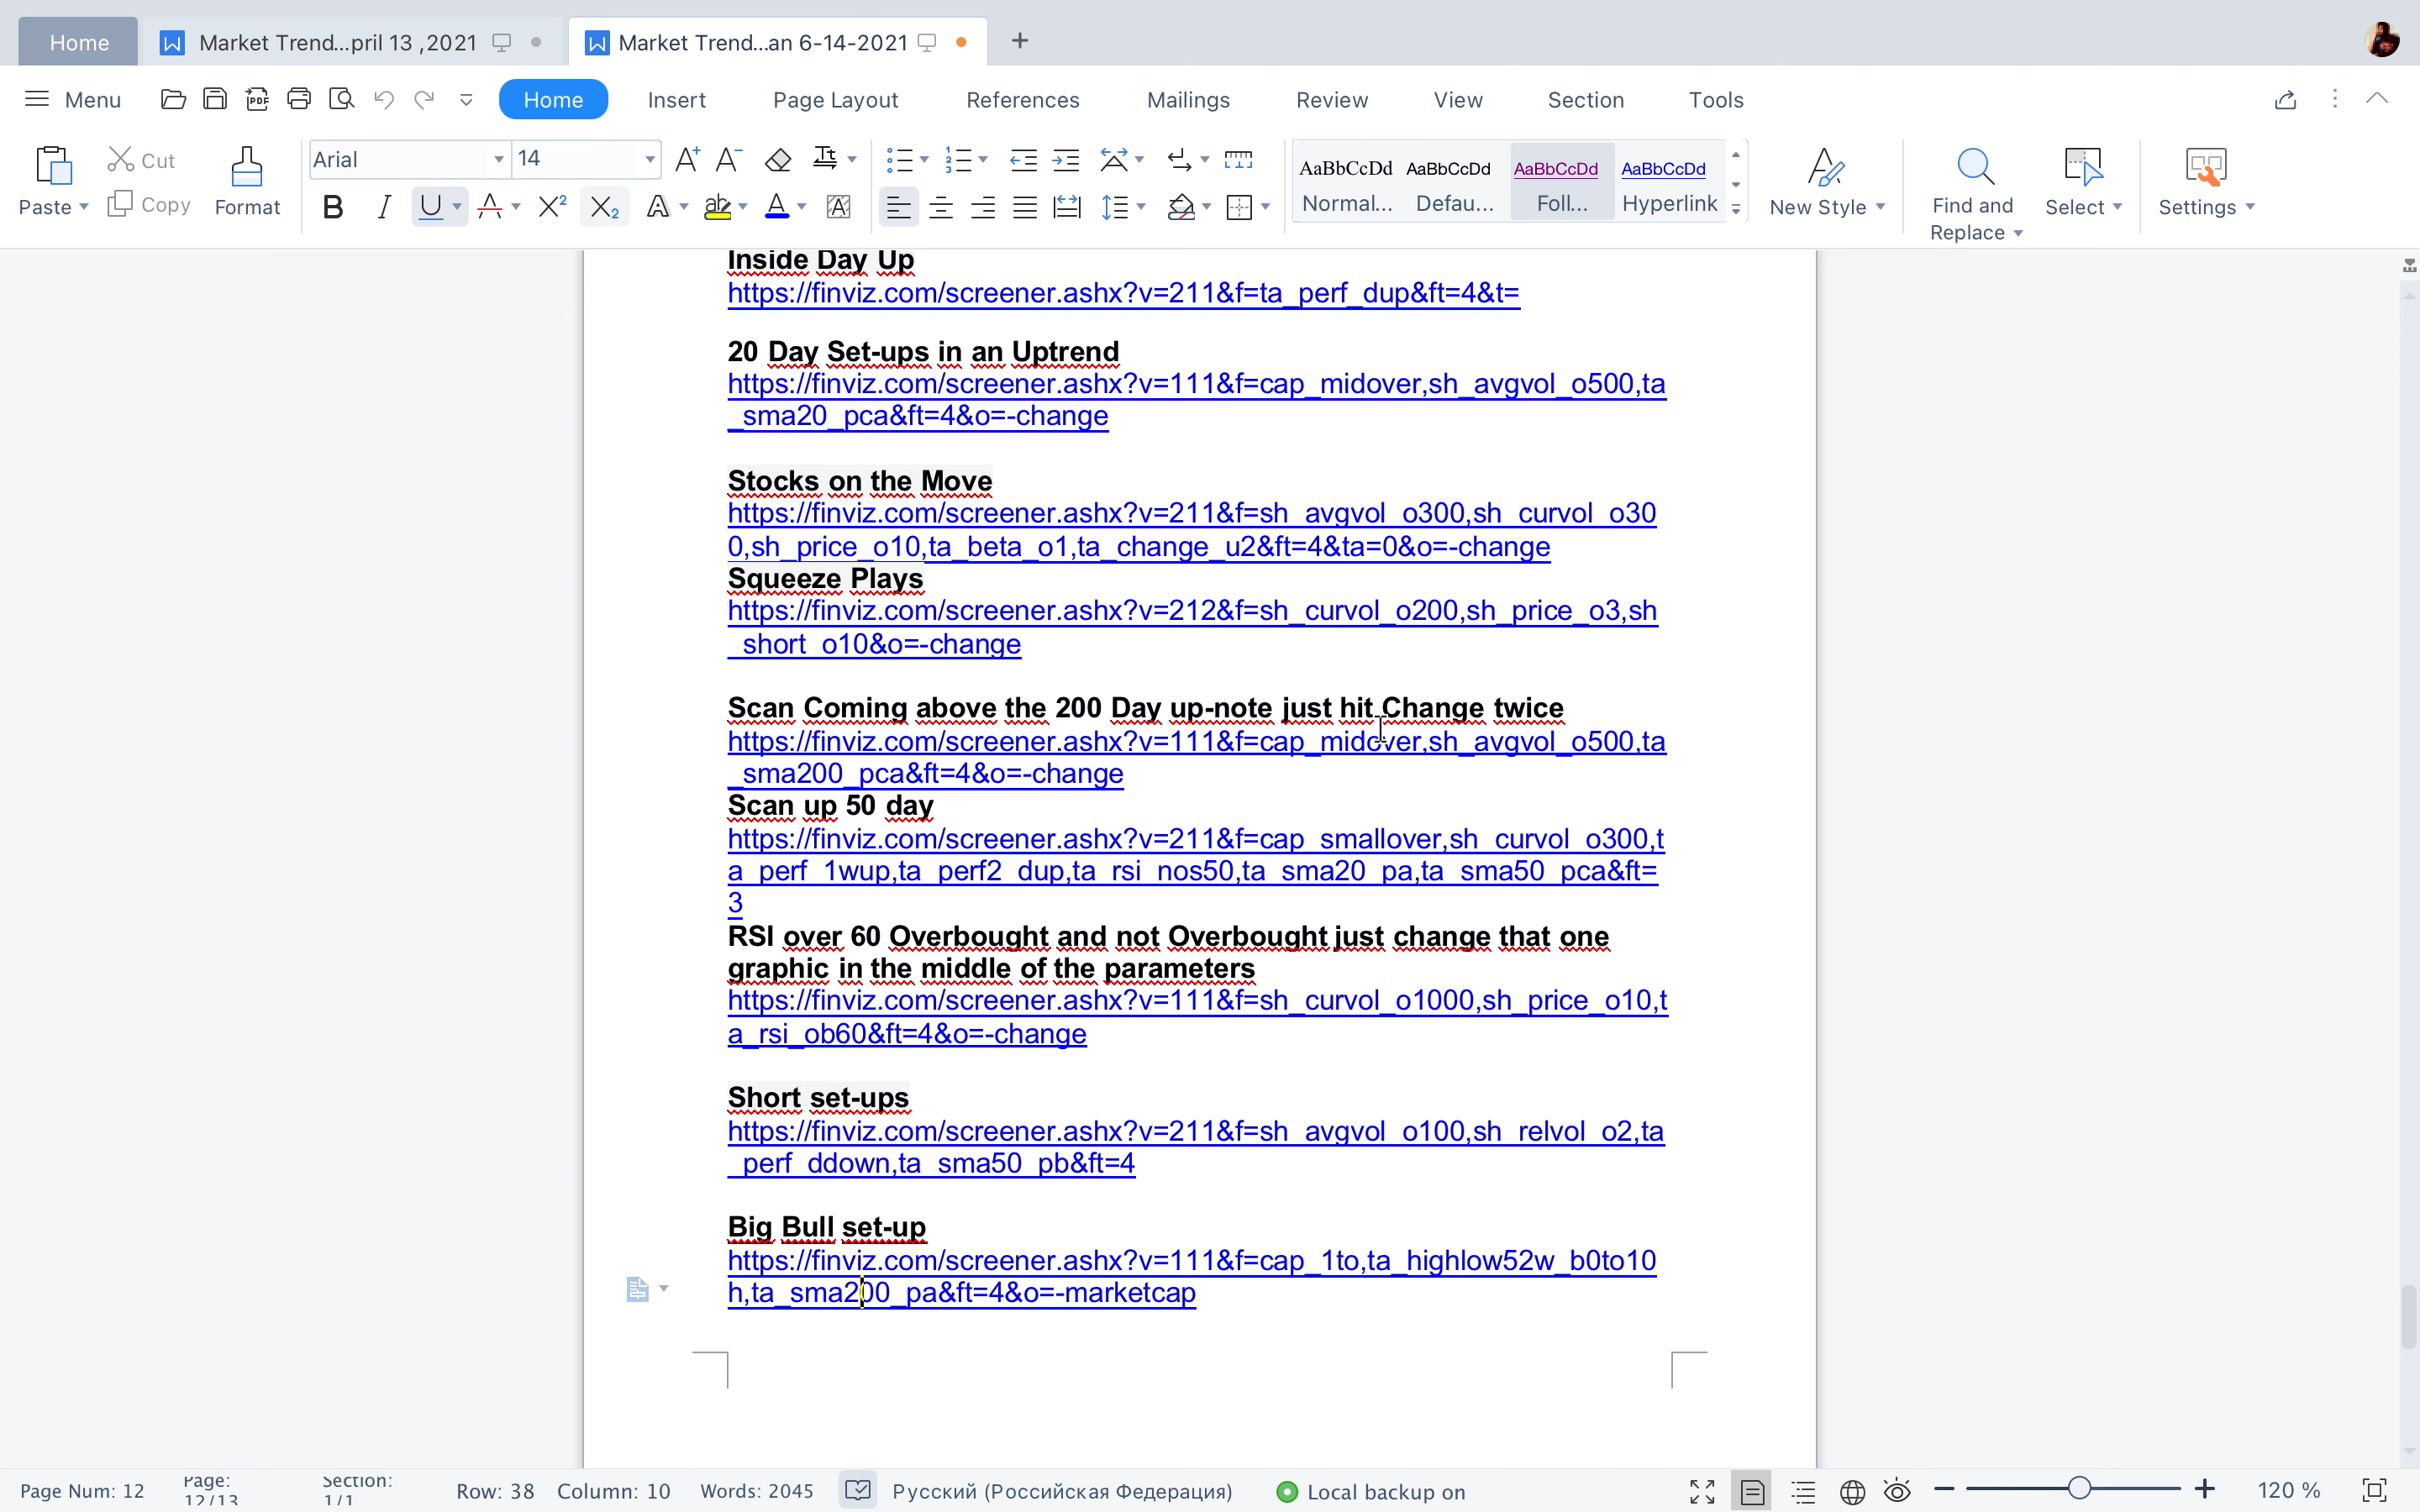 Home
Market Trend...pril 13 ,2021
Market Trend...an 6-14-2021
Menu
Home
Insert
Page Layout
References
Mailings
Review
View
Section
Tools
Paste
Cut
Copy
Format
Arial
14
AaBbCcDd AaBbCcDd AaBbCcDd AaBbCcDd
Normal... Defau... Foll... Hyperlink
New Style
Find and
Replace
Select
Settings
Inside Day Up
https://finviz.com/screener.ashx?v=211&f=ta_perf_dup&ft=4&t=
20 Day Set-ups in an Uptrend
https://finviz.com/screener.ashx?v=111&f=cap_midover,sh_avgvol_o500,ta
_sma20_pca&ft=4&o=-change
Stocks on the Move
https://finviz.com/screener.ashx?v=211&f=sh_avgvol_o300,sh_curvol_o30
0,sh_price_o10,ta_beta_o1,ta_change_u2&ft=4&ta=0&o=-change
Squeeze Plays
https://finviz.com/screener.ashx?v=212&f=sh_curvol_o200,sh_price_o3,sh
_short_o10&o=-change
Scan Coming above the 200 Day up-note just hit Change twice
https://finviz.com/screener.ashx?v=111&f=cap_midover,sh_avgvol_o500,ta
_sma200_pca&ft=4&o=-change
Scan up 50 day
https://finviz.com/screener.ashx?v=211&f=cap_smallover,sh_curvol_o300,t
a_perf_1wup,ta_perf2_dup,ta_rsi_nos50,ta_sma20_pa,ta_sma50_pca&ft=
3
RSI over 60 Overbought and not Overbought just change that one
graphic in the middle of the parameters
https://finviz.com/screener.ashx?v=111&f=sh_curvol_o1000,sh_price_o10,t
a_rsi_ob60&ft=4&o=-change
Short set-ups
https://finviz.com/screener.ashx?v=211&f=sh_avgvol_o100,sh_relvol_o2,ta
_perf_ddown,ta_sma50_pb&ft=4
Big Bull set-up
https://finviz.com/screener.ashx?v=111&f=cap_1to,ta_highlow52w_b0to10
h,ta_sma200_pa&ft=4&o=-marketcap
Page Num: 12
Page:
12/13
Section:
1/1
Row: 38
Column: 10
Words: 2045
Русский (Российская Федерация)
Local backup on
120 %